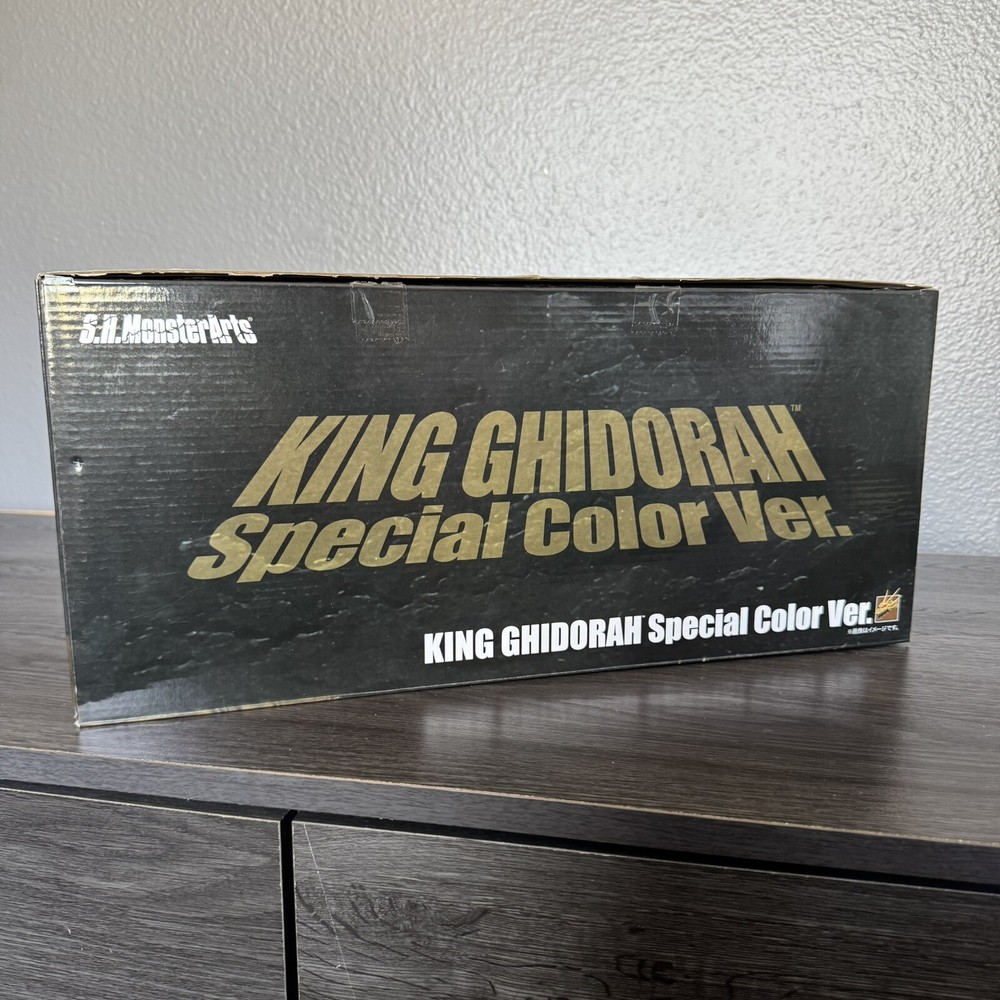 S.H.MonsterArts
KING GHIDORAH™
Special Color Ver.
KING GHIDORAH Special Color Ver.
※画像はイメージです。